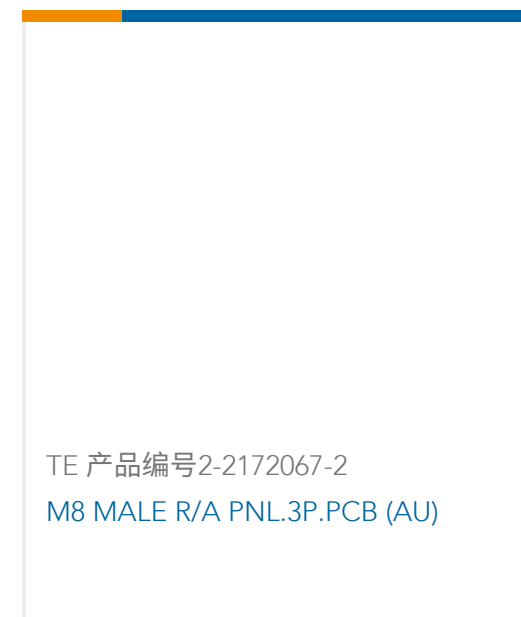 TE 产品编号2-2172067-2
M8 MALE R/A PNL.3P.PCB (AU)